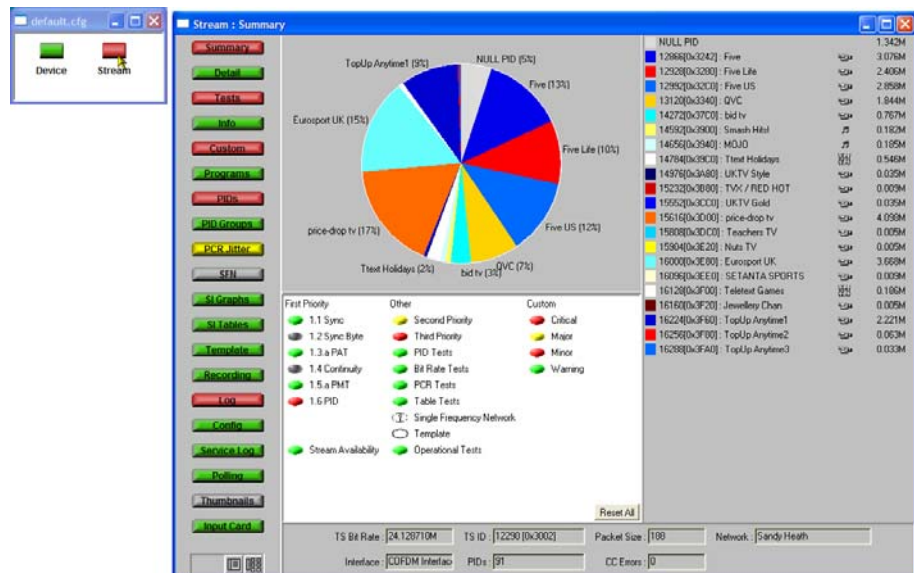 default.cfg
Device
Stream
Stream : Summary
Summary
Detail
Tests
Info
Custom
Programs
PIDs
PID Groups
PCR Jitter
SFN
SI Graphs
SI Tables
Template
Recording
Log
Config
Service Log
Polling
Thumbnails
Input Card
TopUp Anytime1 (9%)
NULL PID (5%)
Five (13%)
Eurosport UK (15%)
Five Life (10%)
Five US (12%)
price-drop tv (17%)
Ttext Holidays (2%)
bid tv (3%)
QVC (7%)
First Priority
Other
Custom
1.1 Sync
Second Priority
Critical
1.2 Sync Byte
Third Priority
Major
1.3.a PAT
PID Tests
Minor
1.4 Continuity
Bit Rate Tests
Warning
1.5.a PMT
PCR Tests
1.6 PID
Table Tests
Single Frequency Network
Template
Stream Availability
Operational Tests
Reset All
NULL PID 1.342M
12866[0x3242] : Five 3.076M
12928[0x3280] : Five Life 2.406M
12992[0x32C0] : Five US 2.858M
13120[0x3340] : QVC 1.844M
14272[0x37C0] : bid tv 0.767M
14592[0x3900] : Smash Hits! 0.182M
14656[0x3940] : MOJO 0.185M
14784[0x39C0] : Ttext Holidays 0.546M
14976[0x3A80] : UKTV Style 0.035M
15232[0x3B80] : TVX / RED HOT 0.009M
15552[0x3CC0] : UKTV Gold 0.035M
15616[0x3D00] : price-drop tv 4.098M
15808[0x3DC0] : Teachers TV 0.005M
15904[0x3E20] : Nuts TV 0.005M
16000[0x3E80] : Eurosport UK 3.668M
16096[0x3EE0] : SETANTA SPORTS 0.009M
16128[0x3F00] : Teletext Games 0.186M
16160[0x3F20] : Jewellery Chan 0.005M
16224[0x3F60] : TopUp Anytime1 2.221M
16256[0x3F80] : TopUp Anytime2 0.063M
16288[0x3FA0] : TopUp Anytime3 0.033M
TS Bit Rate : 24.128710M TS ID : 12290 [0x3002] Packet Size : 188 Network : Sandy Heath
Interface : COFDM Interfac PIDs : 91 CC Errors : 0